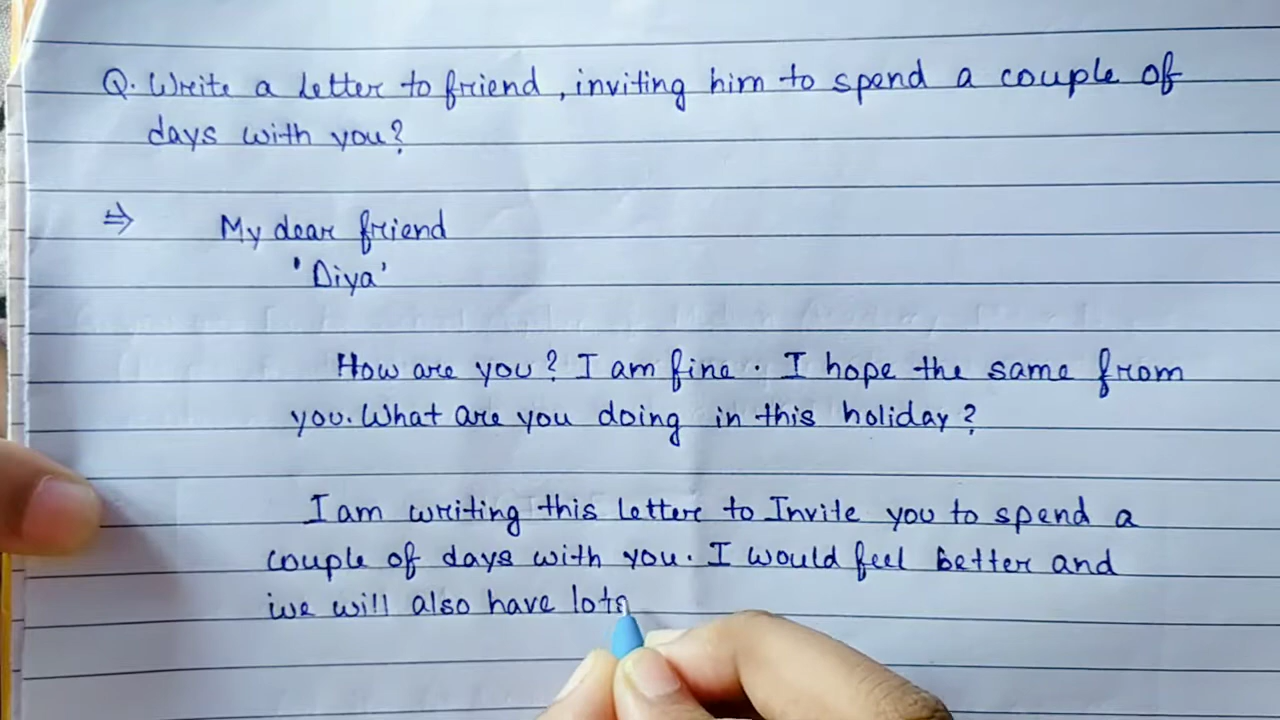 Q. Write a letter to friend, inviting him to spend a couple of
days with you?
⇒ My dear friend
'Diya'
How are you? I am fine. I hope the same from
you. What are you doing in this holiday?
I am writing this letter to Invite you to spend a
couple of days with you. I would feel better and
we will also have lots